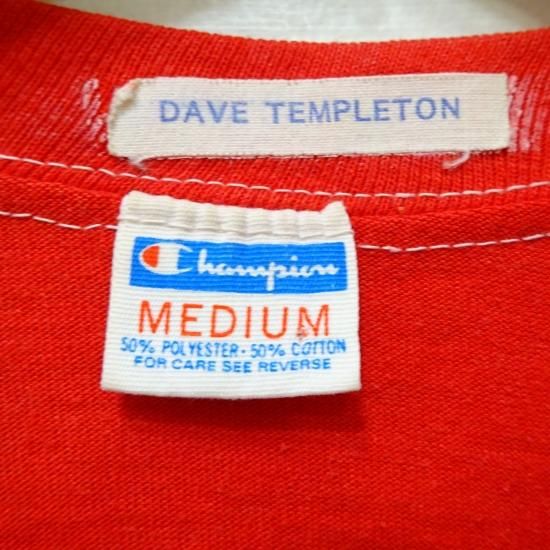 DAVE TEMPLETON
Champion
MEDIUM
50% POLYESTER · 50% COTTON
FOR CARE SEE REVERSE